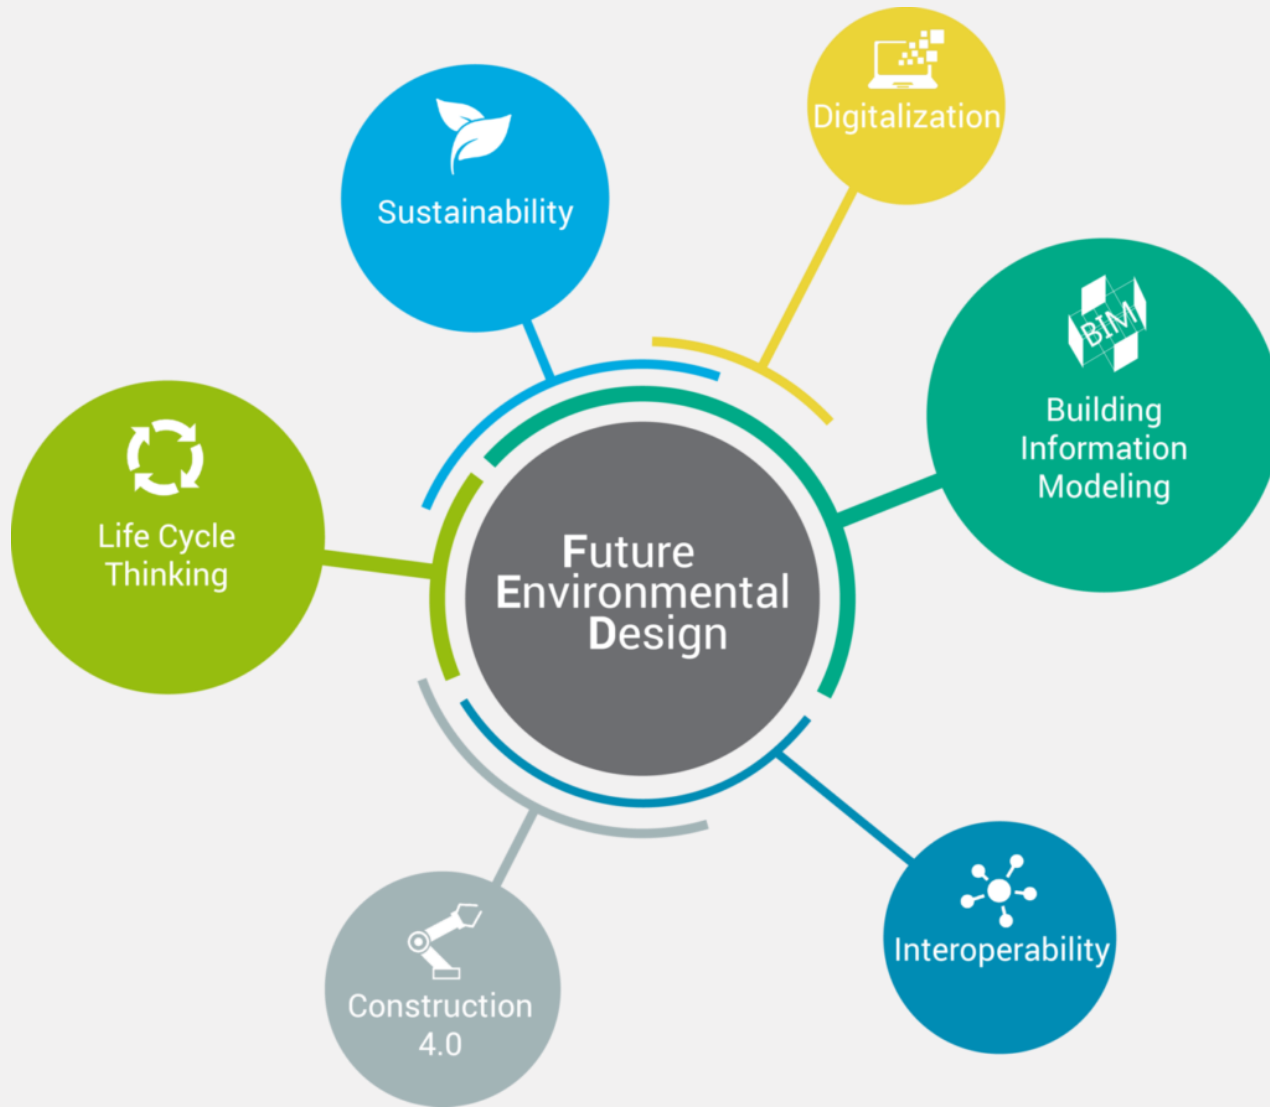 Digitalization
Sustainability
BIM
Building
Information
Modeling
Life Cycle
Thinking
Future
Environmental
Design
Interoperability
Construction
4.0